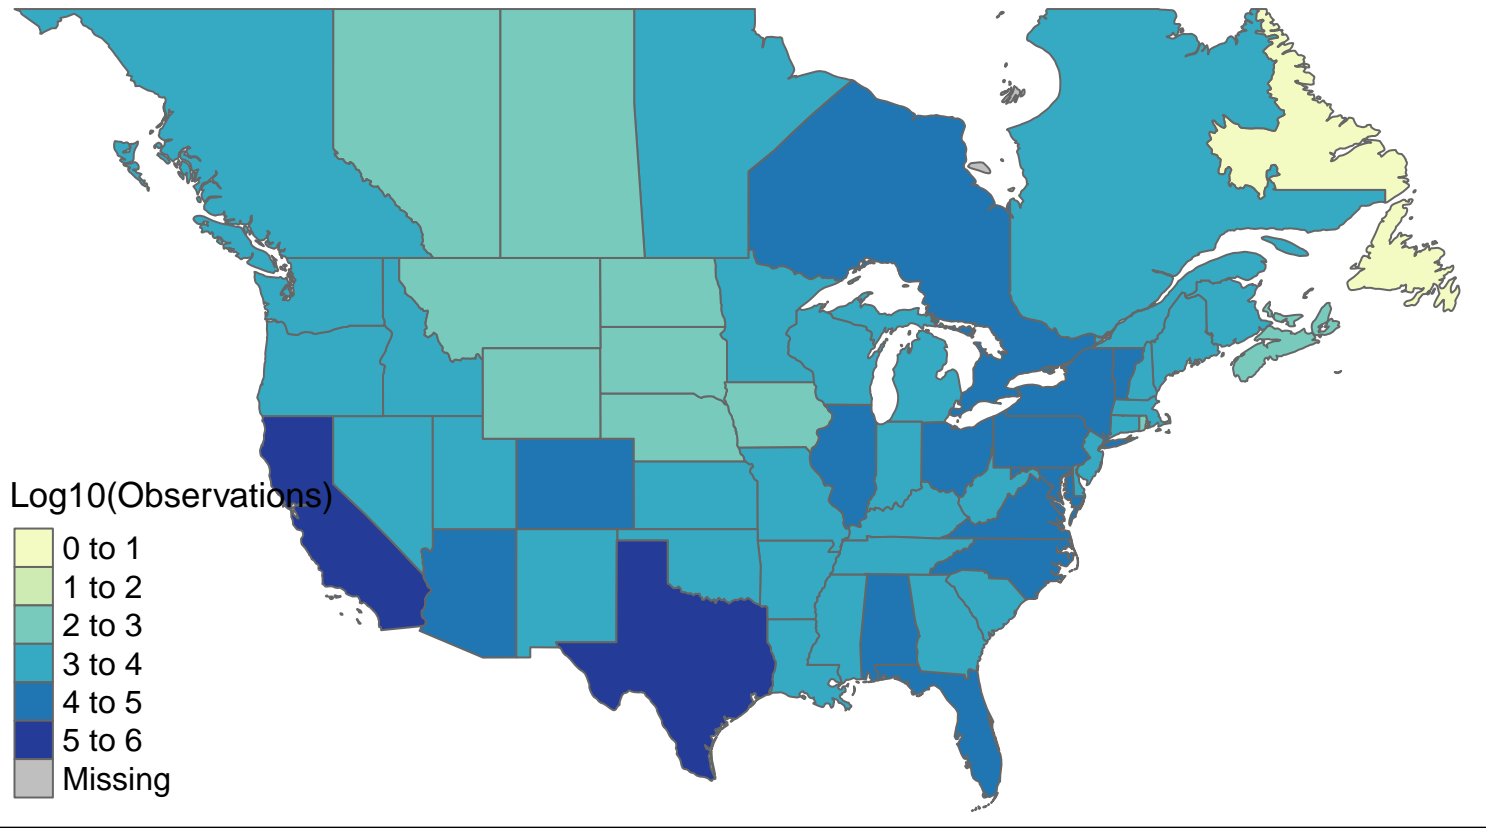 Log10(Observations)
0 to 1
1 to 2
2 to 3
3 to 4
4 to 5
5 to 6
Missing